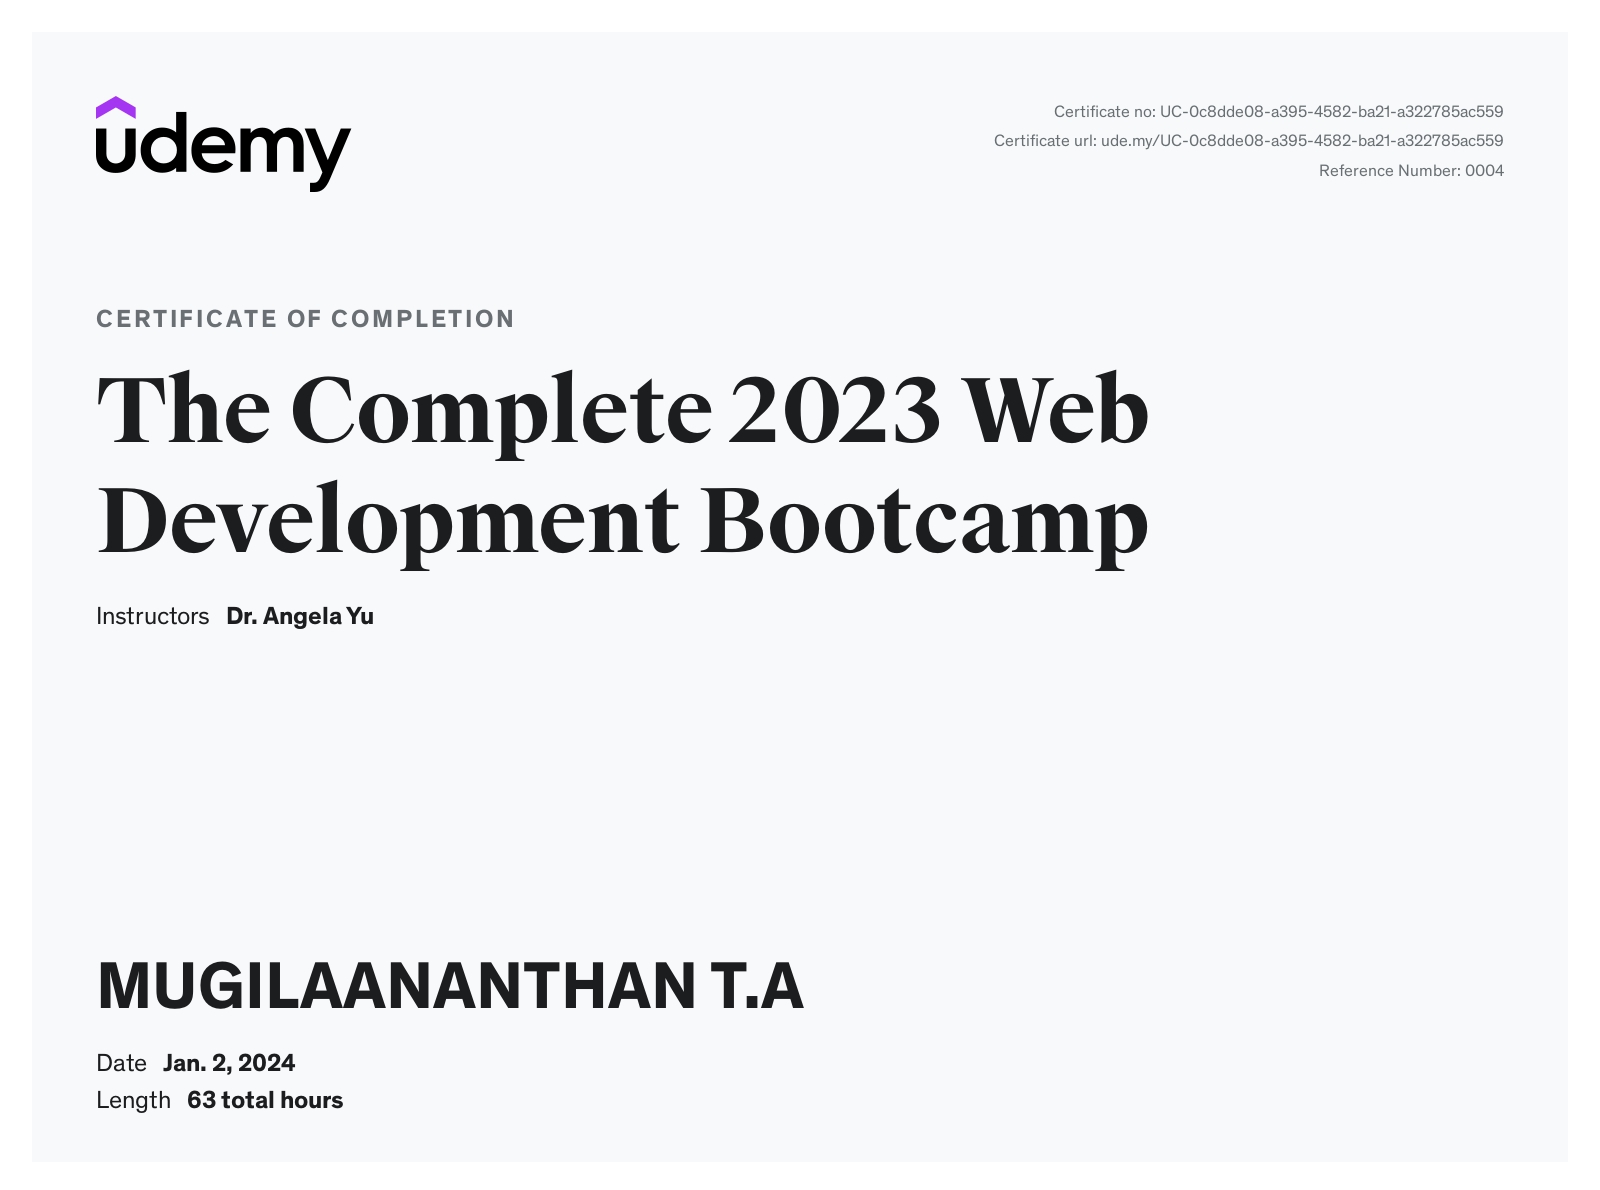 udemy
Certificate no: UC-0c8dde08-a395-4582-ba21-a322785ac559
Certificate url: ude.my/UC-0c8dde08-a395-4582-ba21-a322785ac559
Reference Number: 0004
CERTIFICATE OF COMPLETION
The Complete 2023 Web
Development Bootcamp
Instructors Dr. Angela Yu
MUGILAANANTHAN T.A
Date Jan. 2, 2024
Length 63 total hours